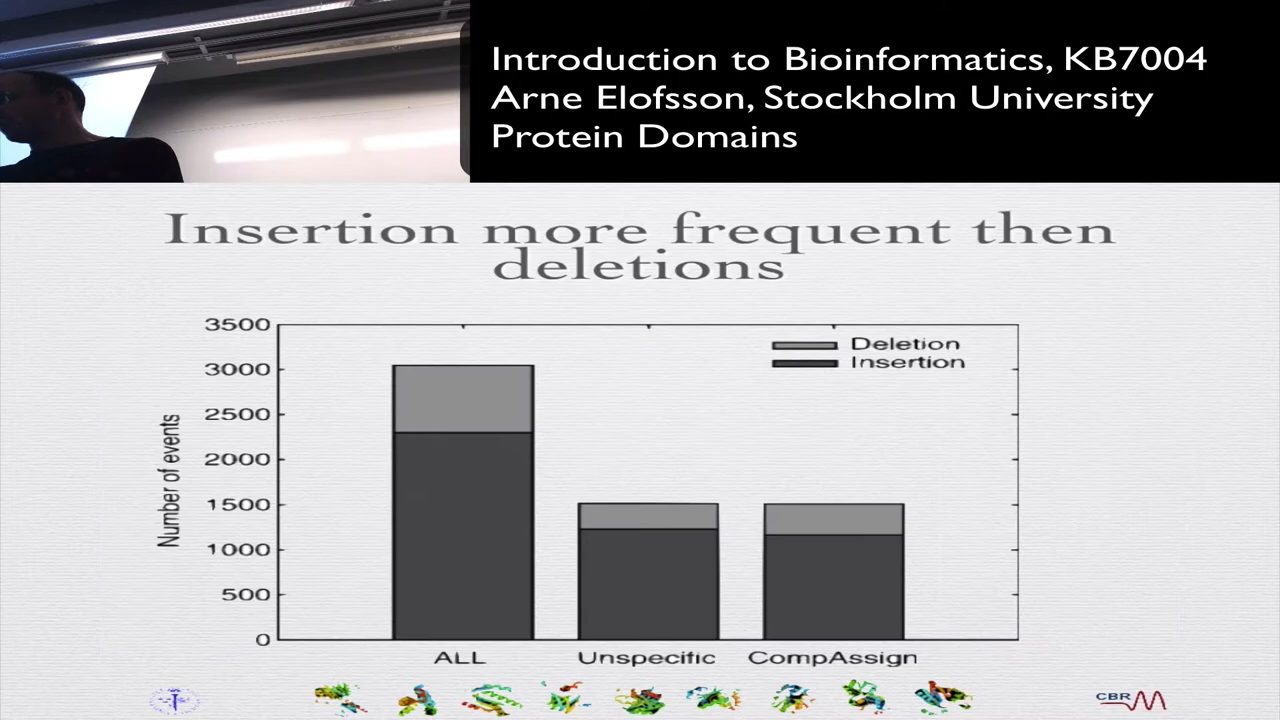 Introduction to Bioinformatics, KB7004
Arne Elofsson, Stockholm University
Protein Domains
Insertion more frequent then
deletions
3500
3000
2500
2000
1500
1000
500
0
Number of events
Deletion
Insertion
ALL Unspecific CompAssign
CBR